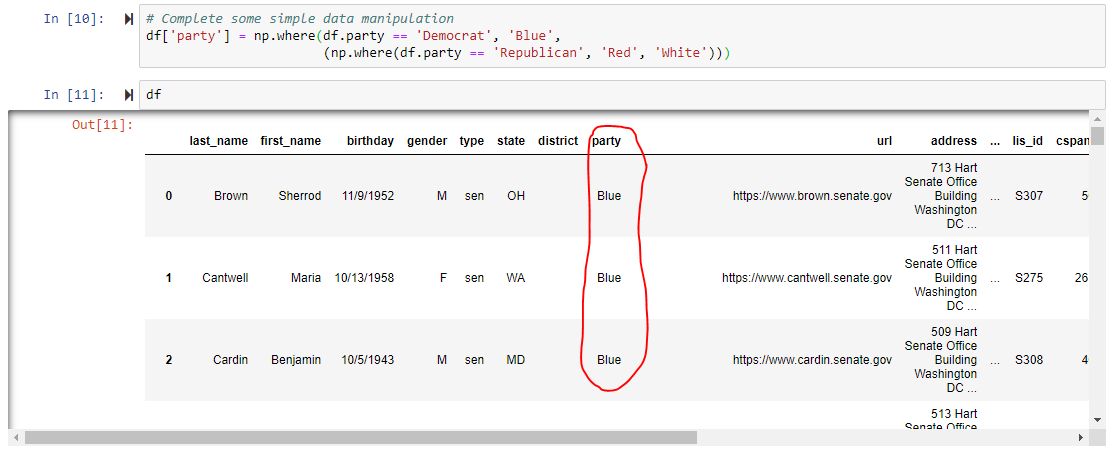 In [10]:
# Complete some simple data manipulation
df['party'] = np.where(df.party == 'Democrat', 'Blue',
(np.where(df.party == 'Republican', 'Red', 'White')))
In [11]:
df
Out[11]:
last_name first_name birthday gender type state district party url address ... lis_id cspan
0 Brown Sherrod 11/9/1952 M sen OH Blue https://www.brown.senate.gov 713 Hart Senate Office Building Washington DC ... ... S307 5
1 Cantwell Maria 10/13/1958 F sen WA Blue https://www.cantwell.senate.gov 511 Hart Senate Office Building Washington DC ... ... S275 26
2 Cardin Benjamin 10/5/1943 M sen MD Blue https://www.cardin.senate.gov 509 Hart Senate Office Building Washington DC ... ... S308 4
513 Hart
Senate Office